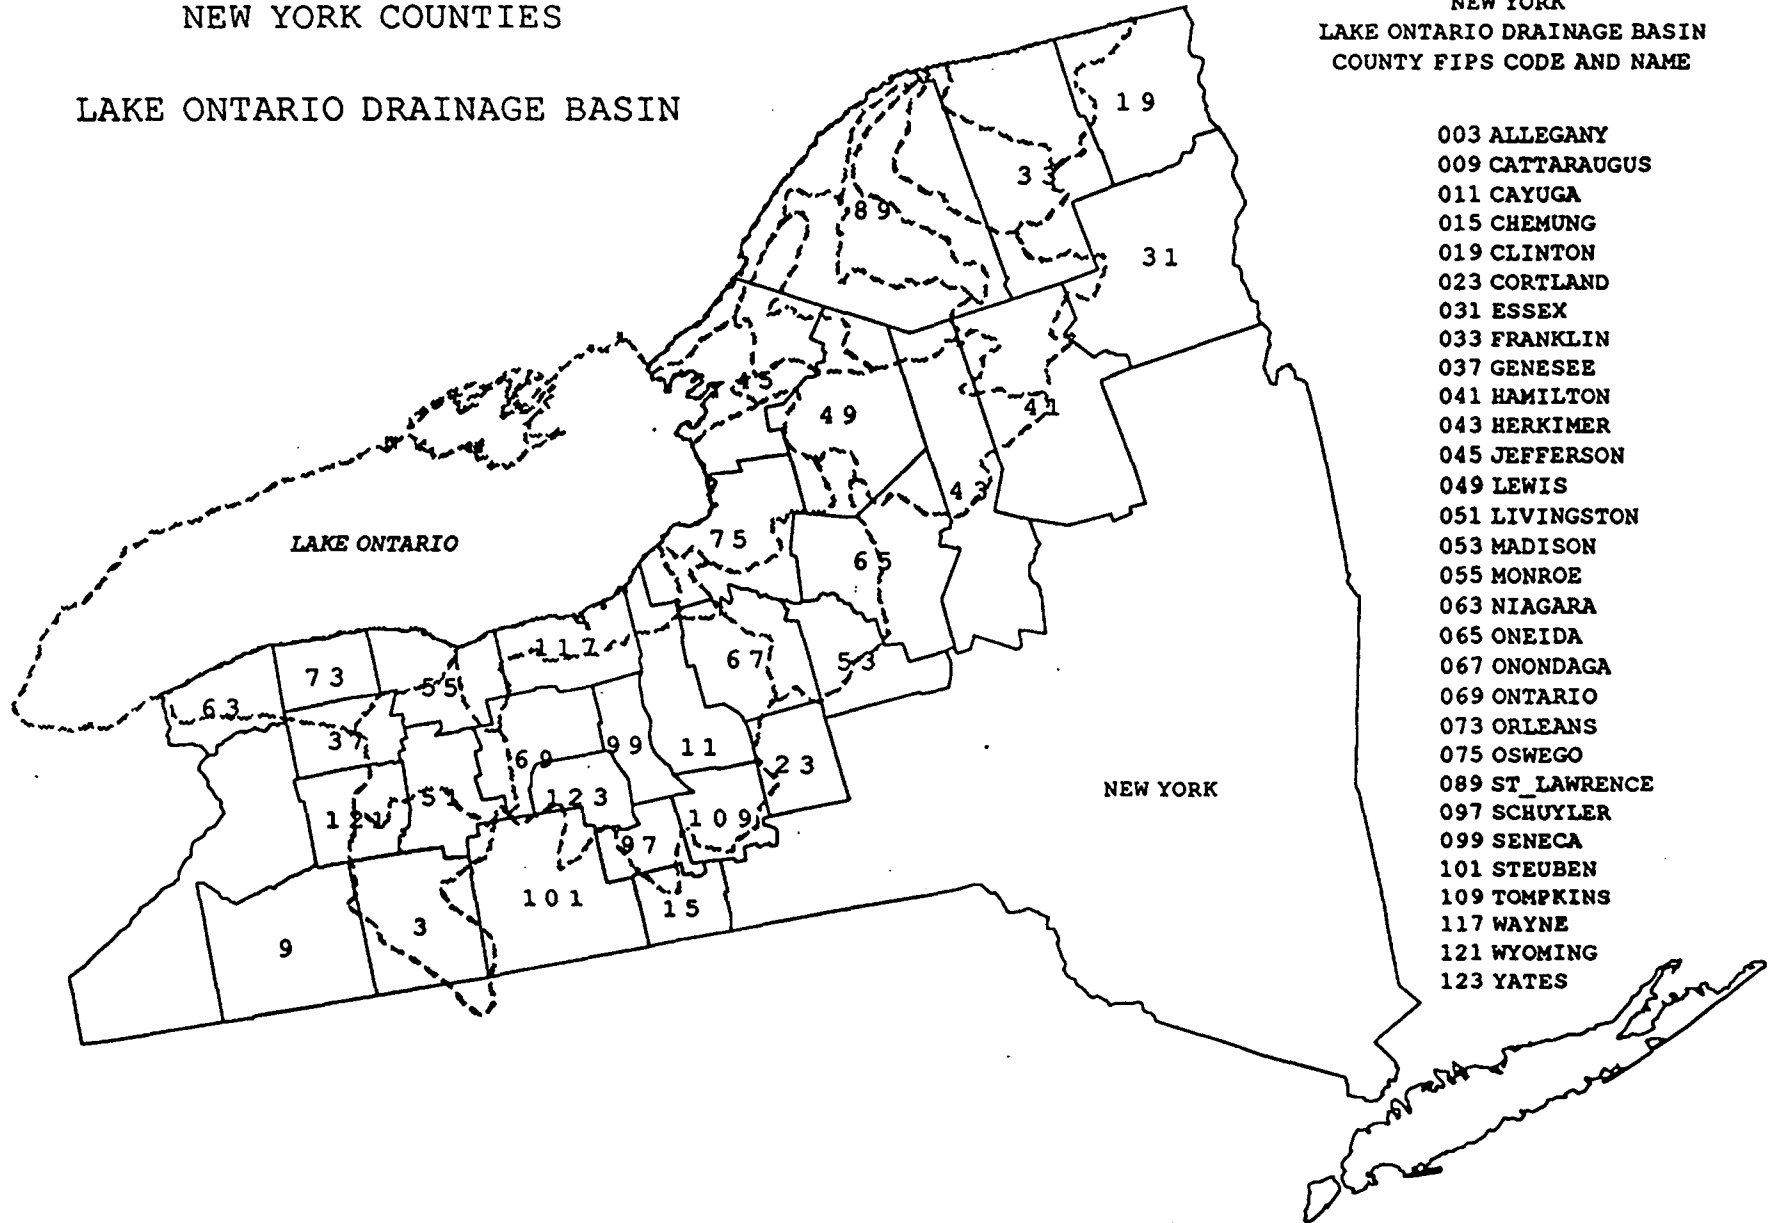 NEW YORK COUNTIES
LAKE ONTARIO DRAINAGE BASIN
NEW YORK
LAKE ONTARIO DRAINAGE BASIN
COUNTY FIPS CODE AND NAME
003 ALLEGANY
009 CATTARAUGUS
011 CAYUGA
015 CHEMUNG
019 CLINTON
023 CORTLAND
031 ESSEX
033 FRANKLIN
037 GENESEE
041 HAMILTON
043 HERKIMER
045 JEFFERSON
049 LEWIS
051 LIVINGSTON
053 MADISON
055 MONROE
063 NIAGARA
065 ONEIDA
067 ONONDAGA
069 ONTARIO
073 ORLEANS
075 OSWEGO
089 ST_LAWRENCE
097 SCHUYLER
099 SENECA
101 STEUBEN
109 TOMPKINS
117 WAYNE
121 WYOMING
123 YATES
19
33
89
31
45
49
41
43
LAKE ONTARIO
75
65
117
67
53
73
55
63
37
69
99
11
23
NEW YORK
51
123
121
109
97
101
15
3
9